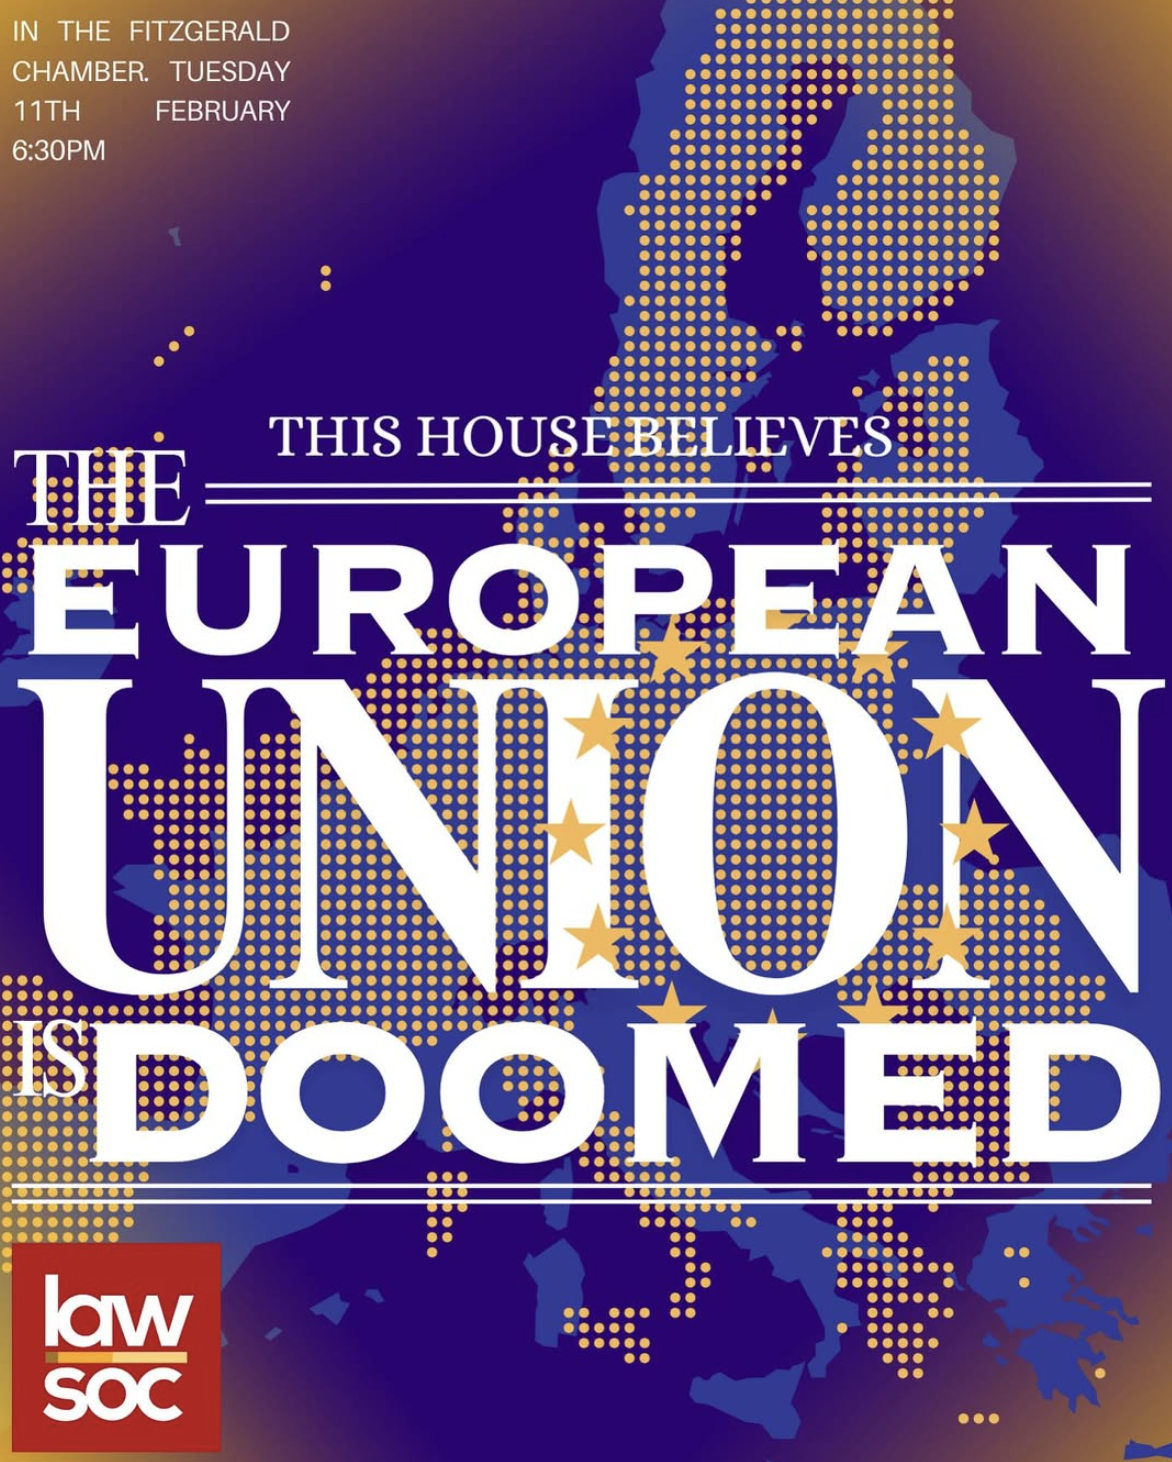 IN THE FITZGERALD
CHAMBER. TUESDAY
11TH FEBRUARY
6:30PM
THIS HOUSE BELIEVES
THE
EUROPEAN
UNION
IS DOOMED
law
soc